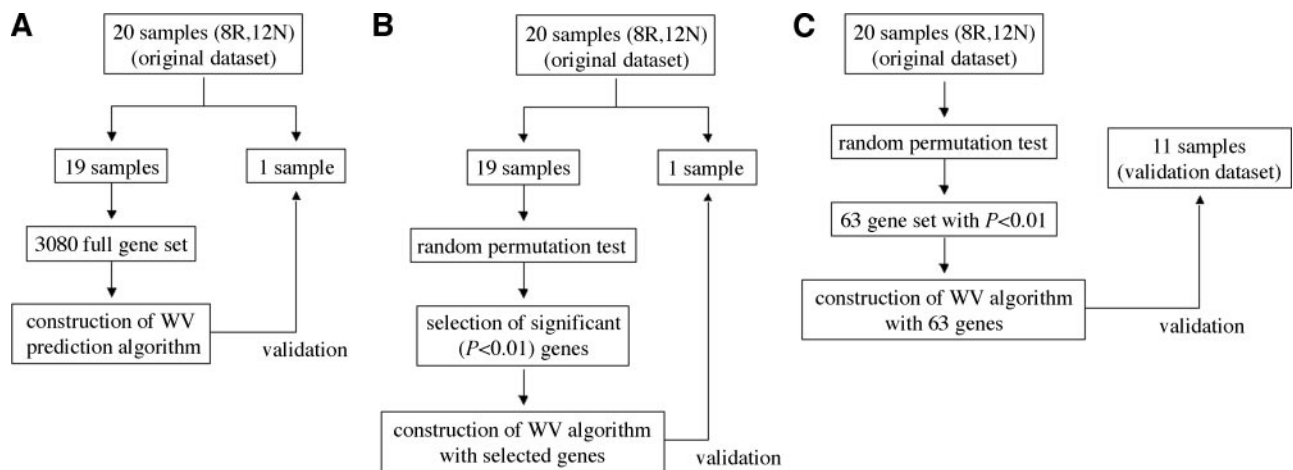 A
20 samples (8R,12N)
(original dataset)
19 samples
1 sample
3080 full gene set
construction of WV
prediction algorithm
validation
B
20 samples (8R,12N)
(original dataset)
19 samples
1 sample
random permutation test
selection of significant
(P<0.01) genes
construction of WV algorithm
with selected genes
validation
C
20 samples (8R,12N)
(original dataset)
random permutation test
11 samples
(validation dataset)
63 gene set with P<0.01
construction of WV algorithm
with 63 genes
validation